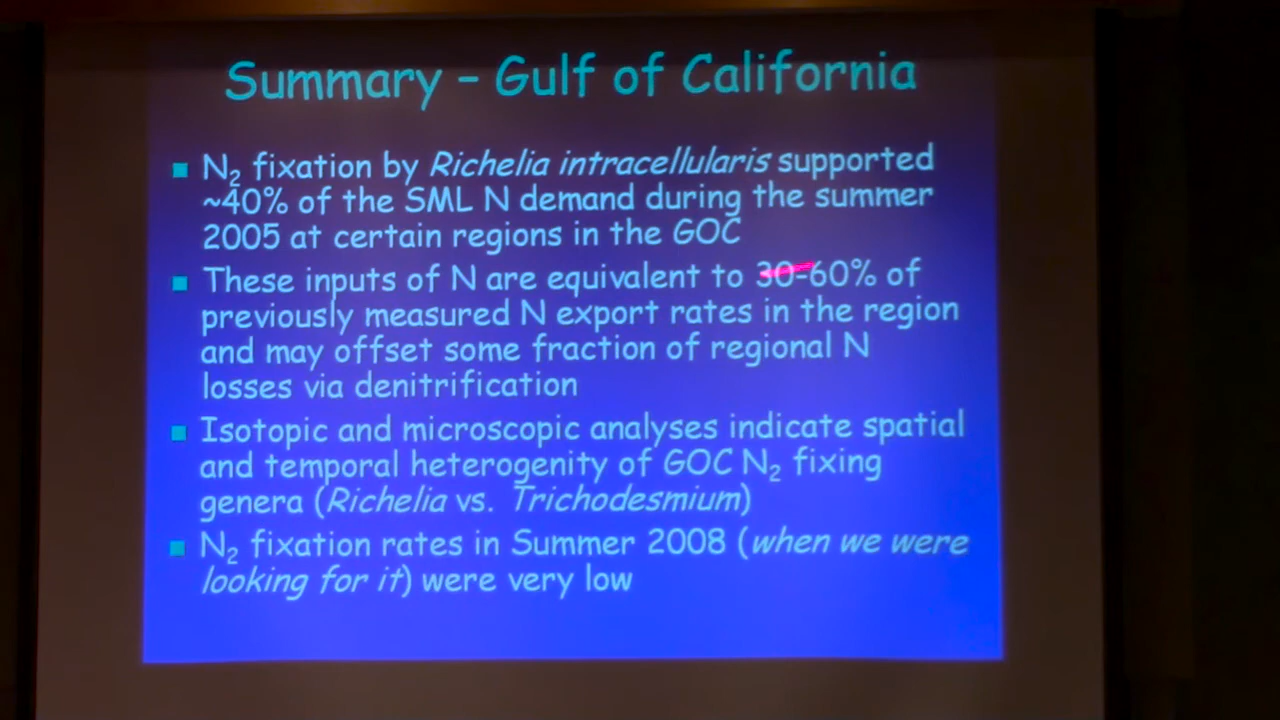 Summary – Gulf of California
N2 fixation by Richelia intracellularis supported
~40% of the SML N demand during the summer
2005 at certain regions in the GOC
These inputs of N are equivalent to 30-60% of
previously measured N export rates in the region
and may offset some fraction of regional N
losses via denitrification
Isotopic and microscopic analyses indicate spatial
and temporal heterogenity of GOC N2 fixing
genera (Richelia vs. Trichodesmium)
N2 fixation rates in Summer 2008 (when we were
looking for it) were very low